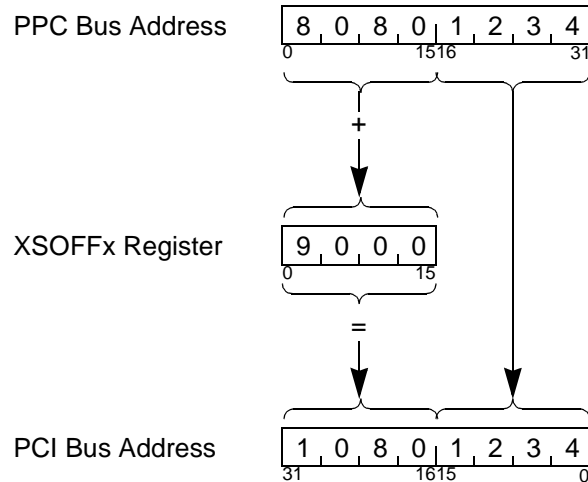 PPC Bus Address 8 0 8 0 1 2 3 4
0 15 16 31
+
XSOFFx Register 9 0 0 0
0 15
=
PCI Bus Address 1 0 8 0 1 2 3 4
31 16 15 0